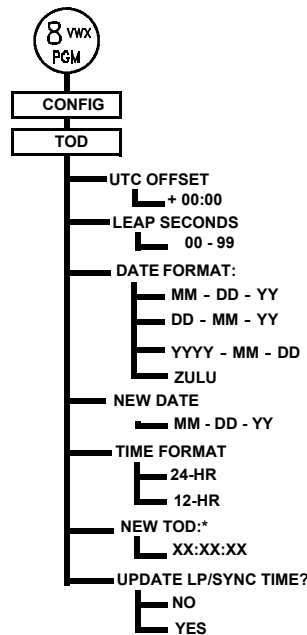 8 VWX
PGM
CONFIG
TOD
UTC OFFSET
+ 00:00
LEAP SECONDS
00 - 99
DATE FORMAT:
MM - DD - YY
DD - MM - YY
YYYY - MM - DD
ZULU
NEW DATE
MM - DD - YY
TIME FORMAT
24-HR
12-HR
NEW TOD:*
XX:XX:XX
UPDATE LP/SYNC TIME?
NO
YES